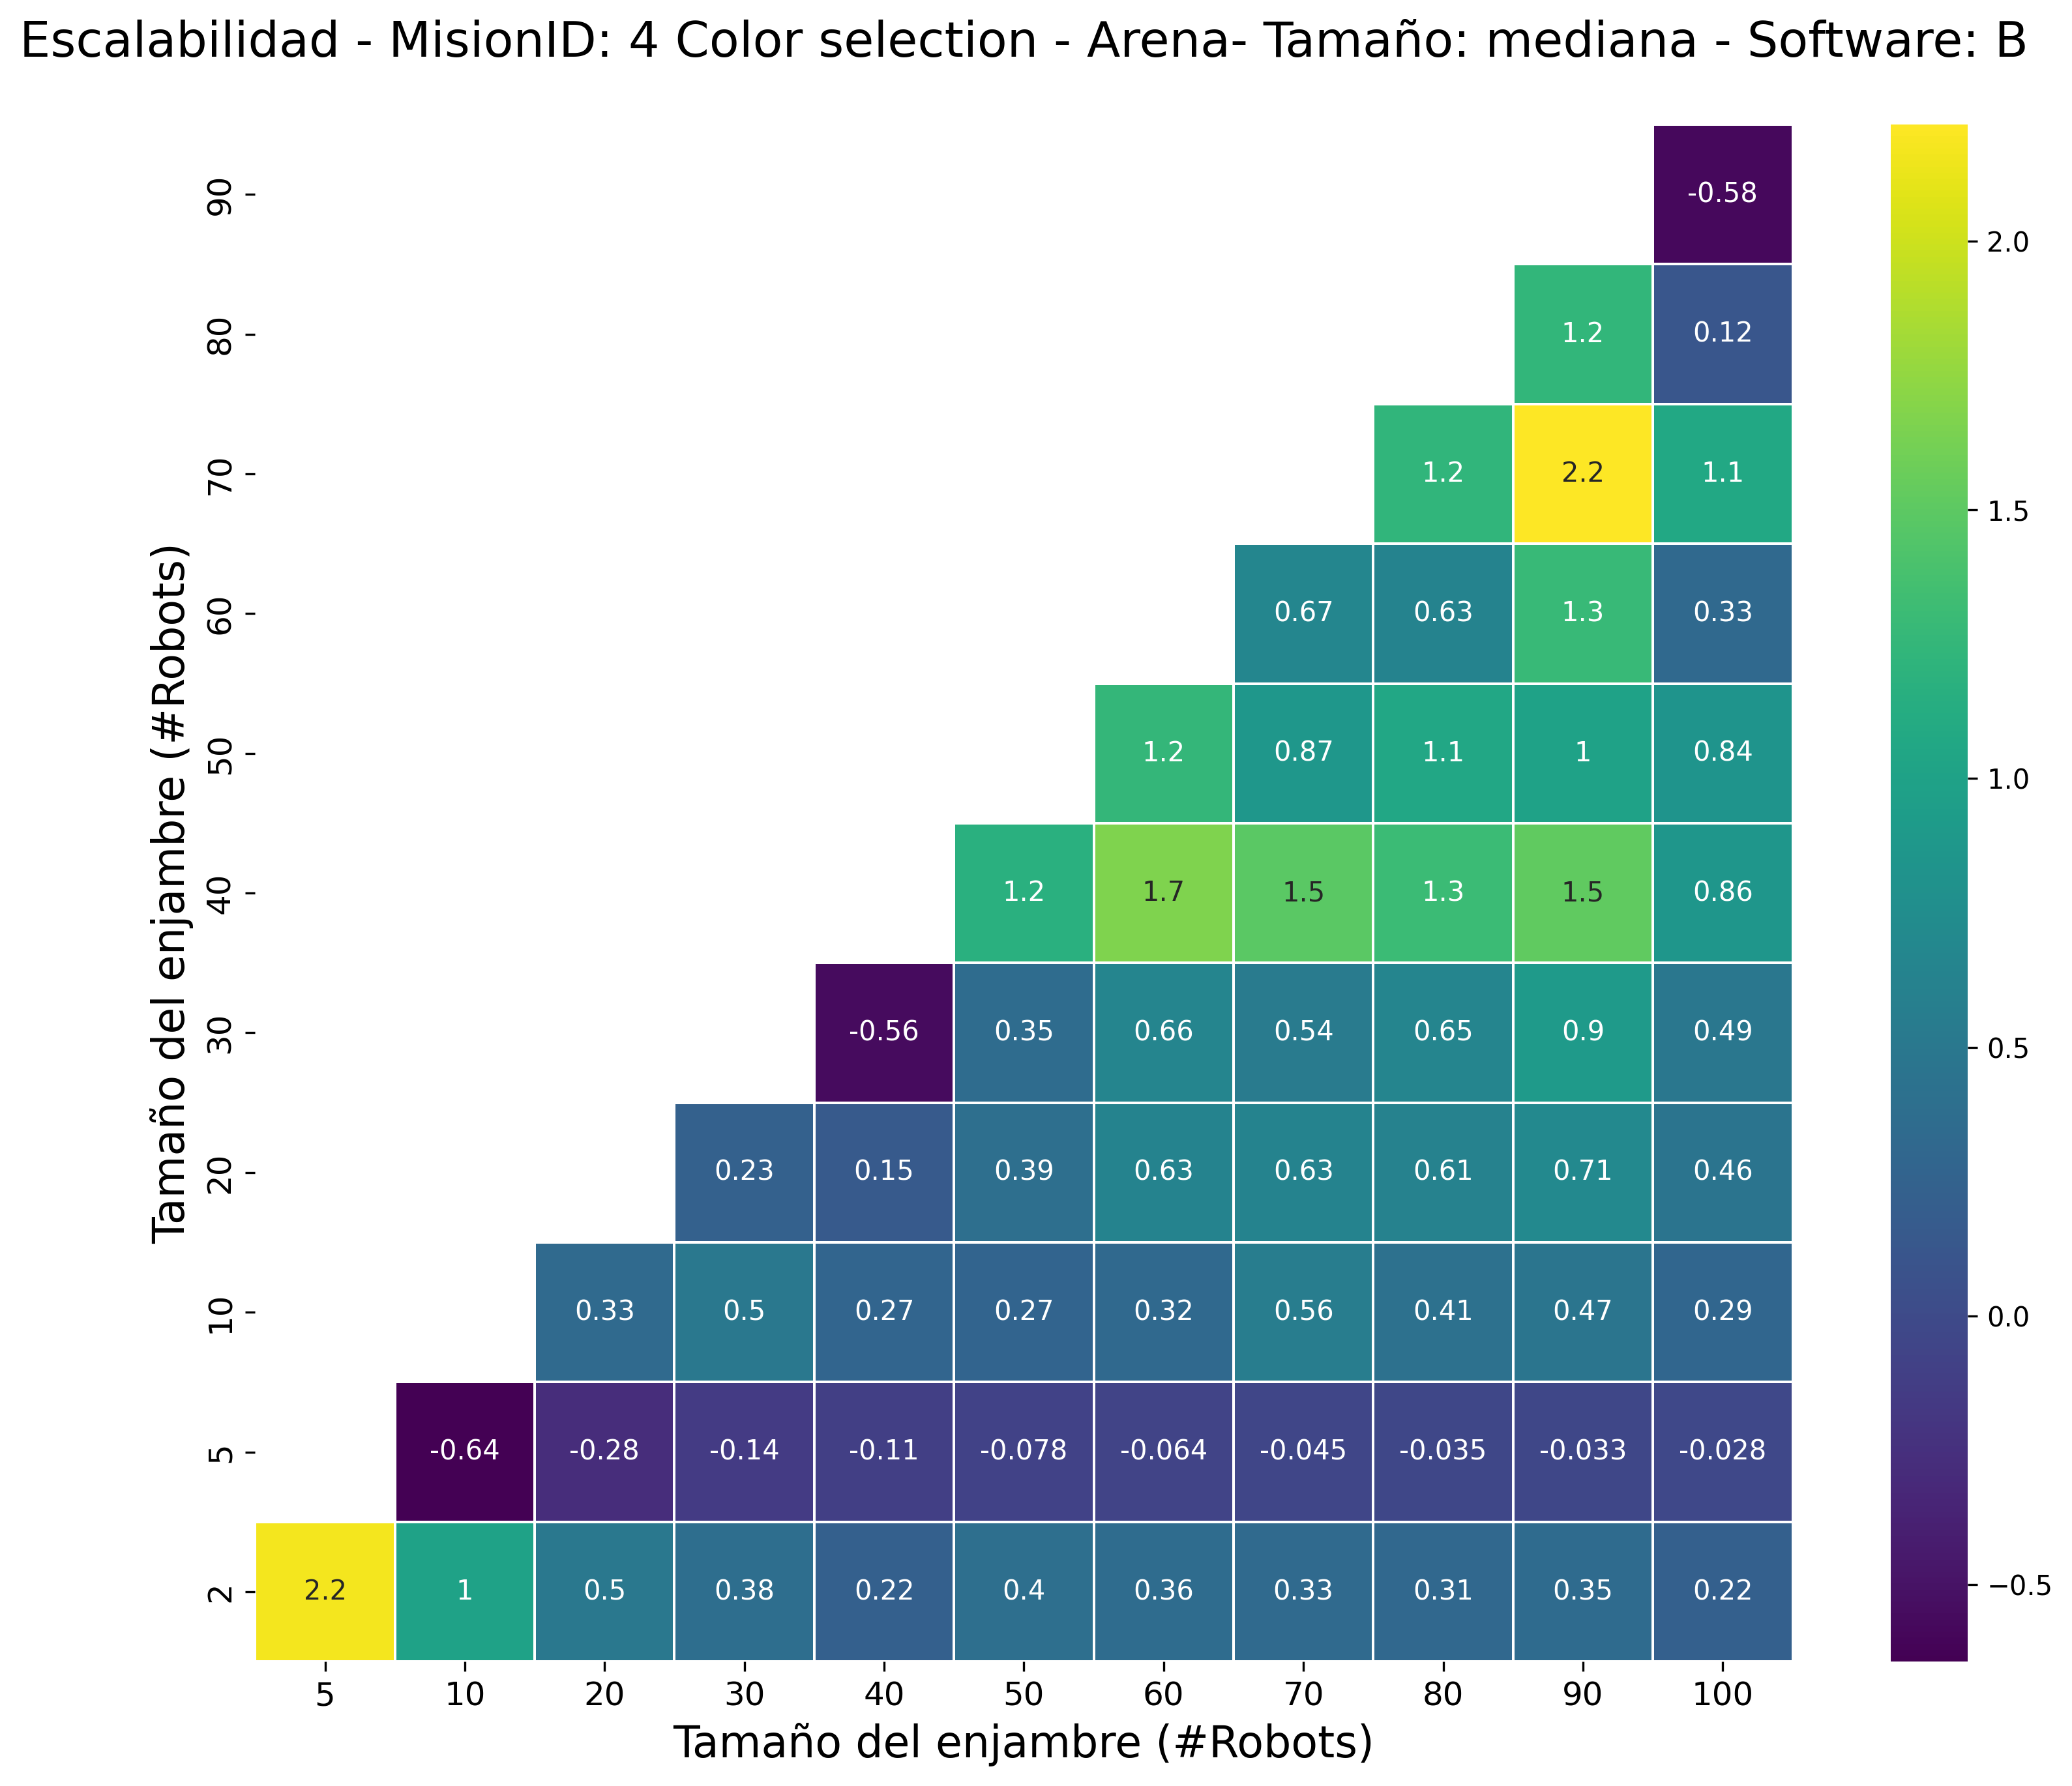 Escalabilidad - MisionID: 4 Color selection - Arena- Tamaño: mediana - Software: B
90 -0.58
80 1.2 0.12
70 1.2 2.2 1.1
60 0.67 0.63 1.3 0.33
50 1.2 0.87 1.1 1 0.84
40 1.2 1.7 1.5 1.3 1.5 0.86
30 -0.56 0.35 0.66 0.54 0.65 0.9 0.49
20 0.23 0.15 0.39 0.63 0.63 0.61 0.71 0.46
10 0.33 0.5 0.27 0.27 0.32 0.56 0.41 0.47 0.29
5 -0.64 -0.28 -0.14 -0.11 -0.078 -0.064 -0.045 -0.035 -0.033 -0.028
2 2.2 1 0.5 0.38 0.22 0.4 0.36 0.33 0.31 0.35 0.22
5 10 20 30 40 50 60 70 80 90 100
Tamaño del enjambre (#Robots)
Tamaño del enjambre (#Robots)
2.0
1.5
1.0
0.5
0.0
−0.5